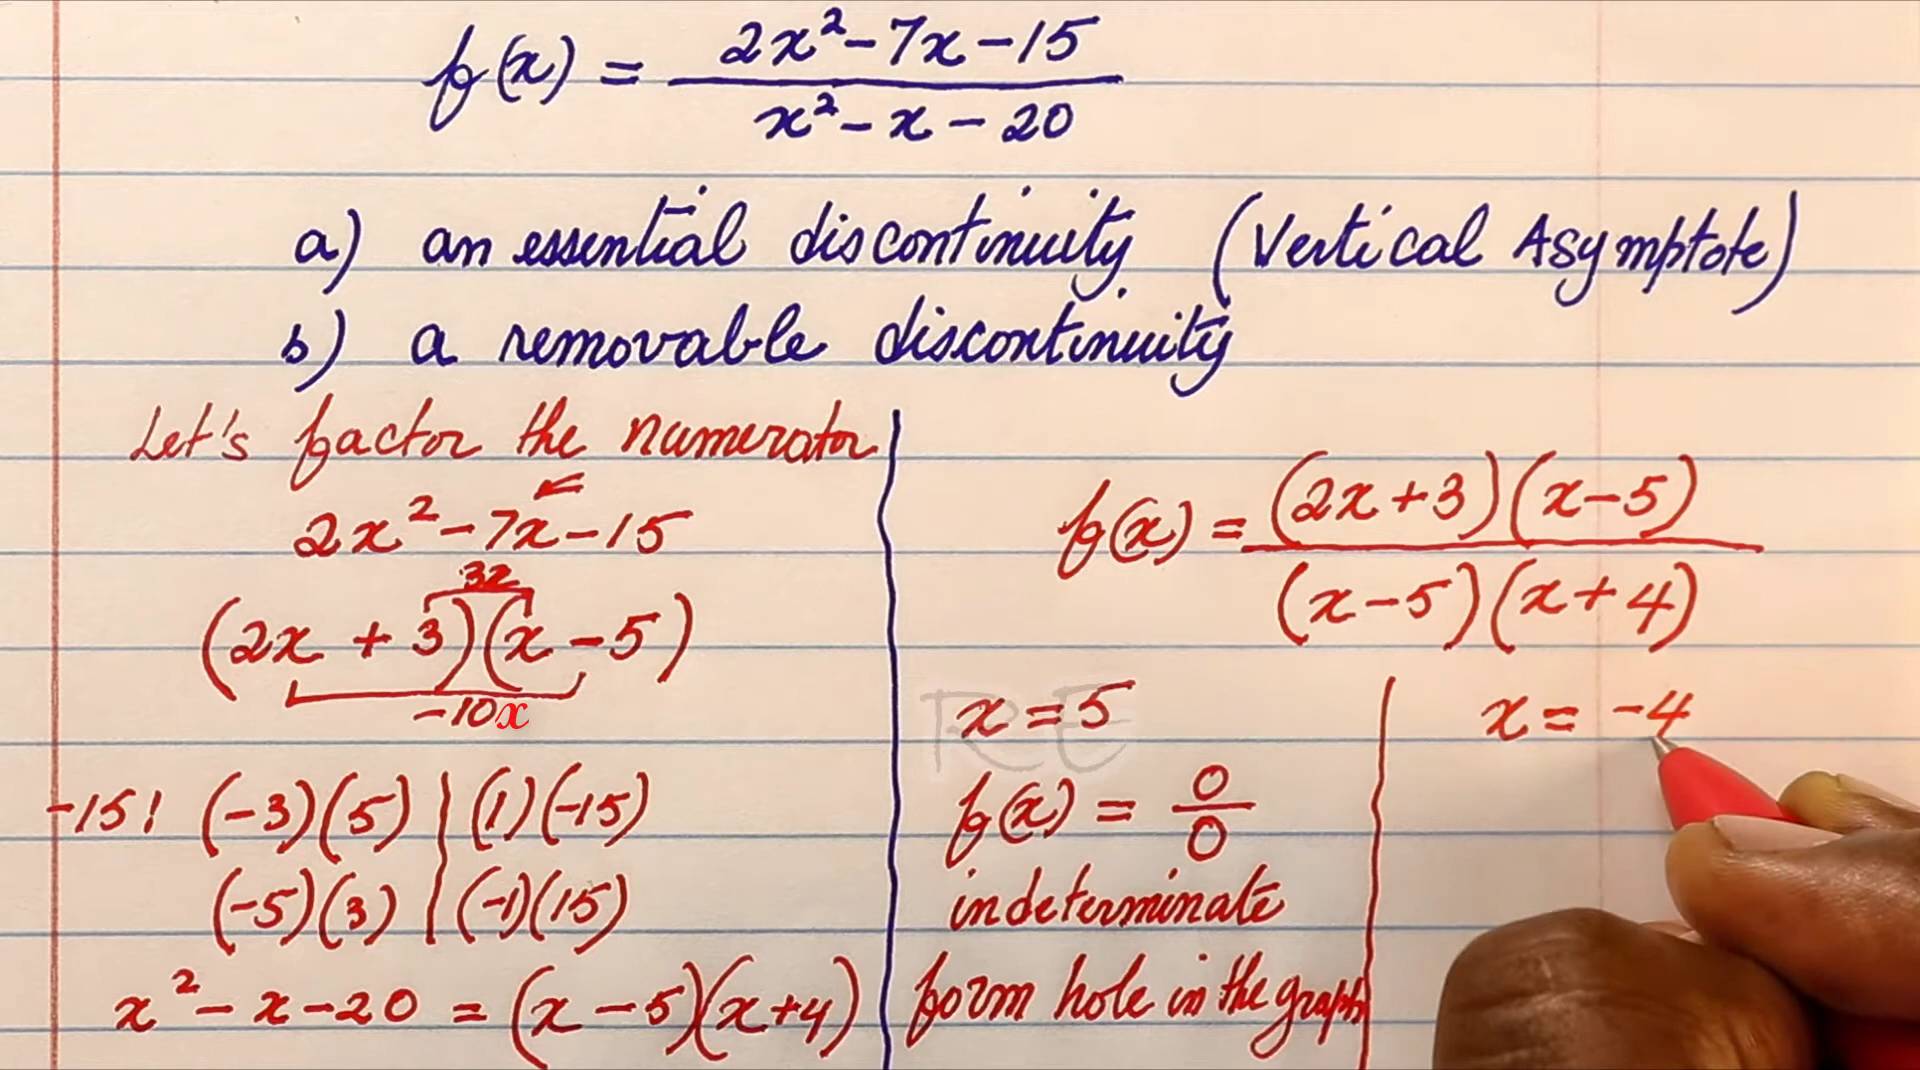 f(x) = (2x² - 7x - 15) / (x² - x - 20)
a) an essential discontinuity (Vertical Asymptote)
b) a removable discontinuity
Let's factor the numerator
2x² - 7x - 15
3x
(2x + 3)(x - 5)
-10x
-15! (-3)(5) | (1)(-15)
(-5)(3) | (-1)(15)
x² - x - 20 = (x - 5)(x + 4)
f(x) = (2x + 3)(x - 5) / (x - 5)(x + 4)
x = 5
f(x) = 0/0
indeterminate
form hole in the graph
x = -4
RE